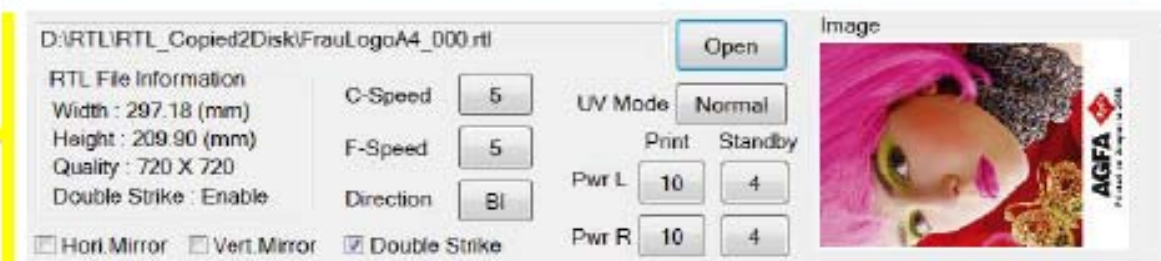 D:\RTL\RTL_Copied2Disk\FrauLogoA4_000.rtl
Open
RTL File Information
Width : 297.18 (mm)
Height : 209.90 (mm)
Quality : 720 X 720
Double Strike : Enable
C-Speed 5
F-Speed 5
Direction BI
UV Mode Normal
Print Standby
Pwr L 10 4
Pwr R 10 4
Hori.Mirror Vert.Mirror Double Strike
Image
AGFA